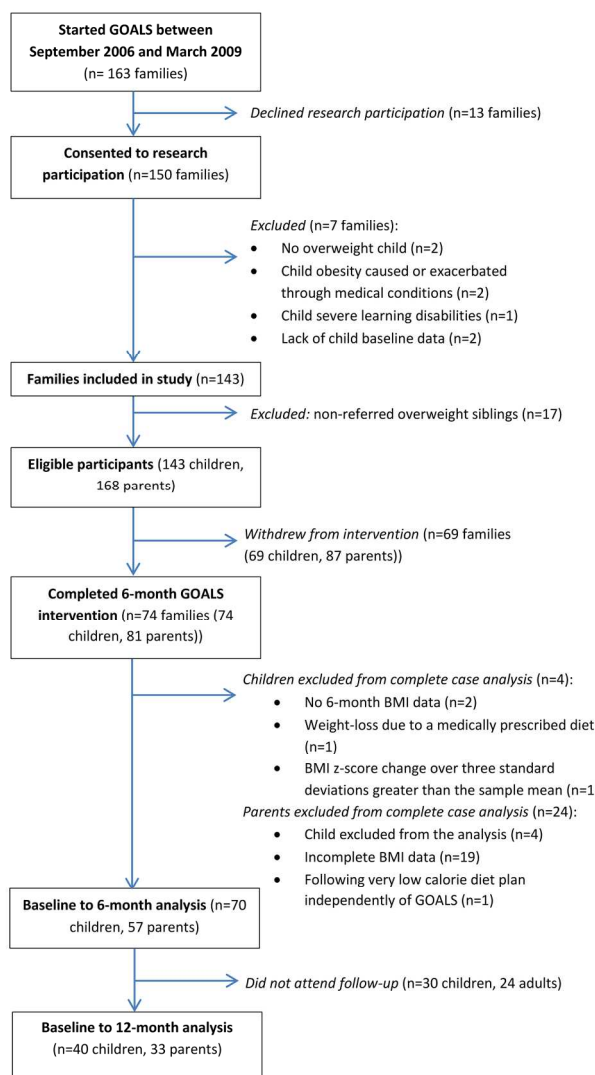 Started GOALS between
September 2006 and March 2009
(n= 163 families)
Declined research participation (n=13 families)
Consented to research
participation (n=150 families)
Excluded (n=7 families):
• No overweight child (n=2)
• Child obesity caused or exacerbated
through medical conditions (n=2)
• Child severe learning disabilities (n=1)
• Lack of child baseline data (n=2)
Families included in study (n=143)
Excluded: non-referred overweight siblings (n=17)
Eligible participants (143 children,
168 parents)
Withdrew from intervention (n=69 families
(69 children, 87 parents))
Completed 6-month GOALS
intervention (n=74 families (74
children, 81 parents))
Children excluded from complete case analysis (n=4):
• No 6-month BMI data (n=2)
• Weight-loss due to a medically prescribed diet
(n=1)
• BMI z-score change over three standard
deviations greater than the sample mean (n=1
Parents excluded from complete case analysis (n=24):
• Child excluded from the analysis (n=4)
• Incomplete BMI data (n=19)
• Following very low calorie diet plan
independently of GOALS (n=1)
Baseline to 6-month analysis (n=70
children, 57 parents)
Did not attend follow-up (n=30 children, 24 adults)
Baseline to 12-month analysis
(n=40 children, 33 parents)